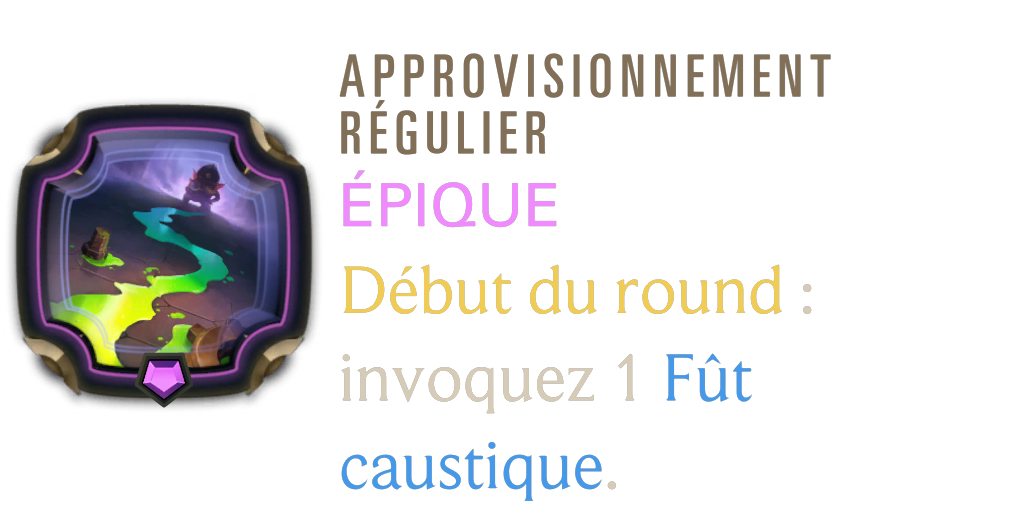 APPROVISIONNEMENT
RÉGULIER
ÉPIQUE
Début du round :
invoquez 1 Fût
caustique.